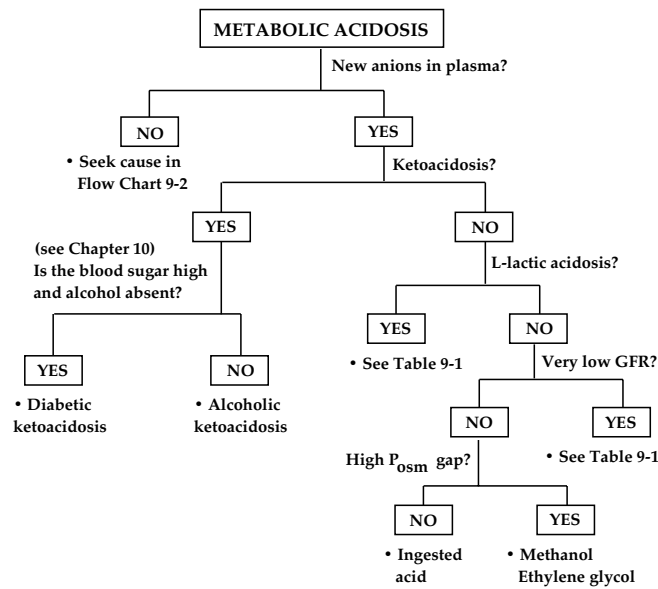 METABOLIC ACIDOSIS
New anions in plasma?
NO
YES
• Seek cause in
Flow Chart 9-2
Ketoacidosis?
YES
NO
(see Chapter 10)
Is the blood sugar high
and alcohol absent?
L-lactic acidosis?
YES
NO
YES
NO
• See Table 9-1
Very low GFR?
• Diabetic
ketoacidosis
• Alcoholic
ketoacidosis
NO
YES
High Posm gap?
• See Table 9-1
NO
YES
• Ingested
acid
• Methanol
Ethylene glycol